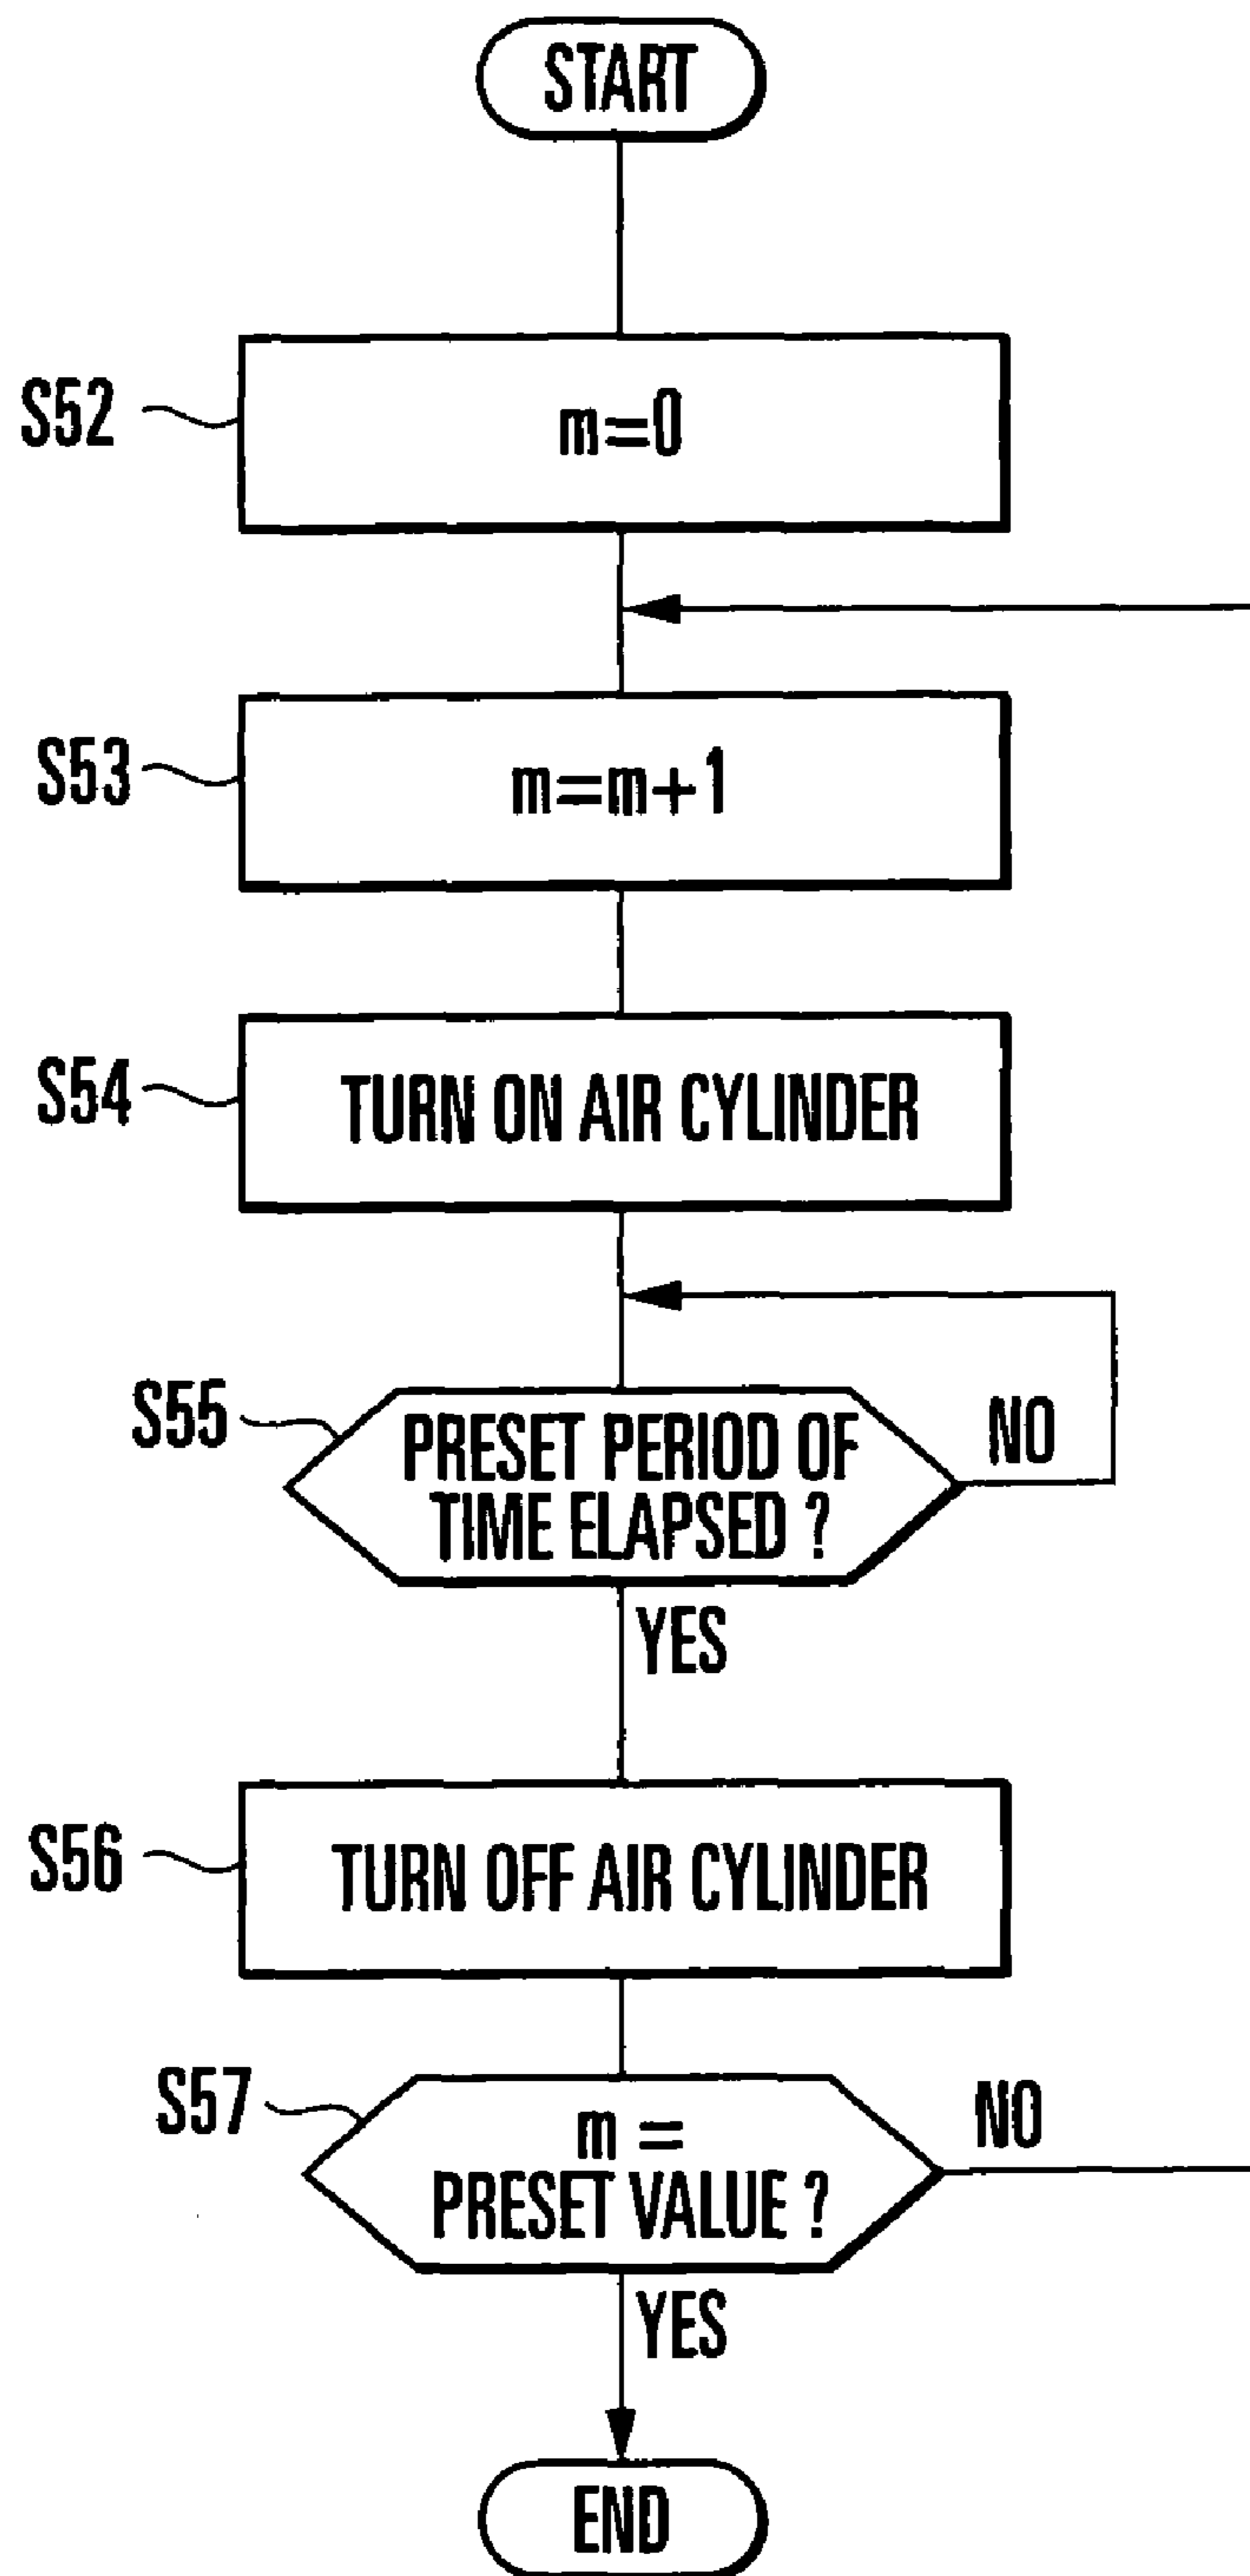 START
S52
m=0
S53
m=m+1
S54
TURN ON AIR CYLINDER
S55
PRESET PERIOD OF
TIME ELAPSED ?
NO
YES
S56
TURN OFF AIR CYLINDER
S57
m =
PRESET VALUE ?
NO
YES
END